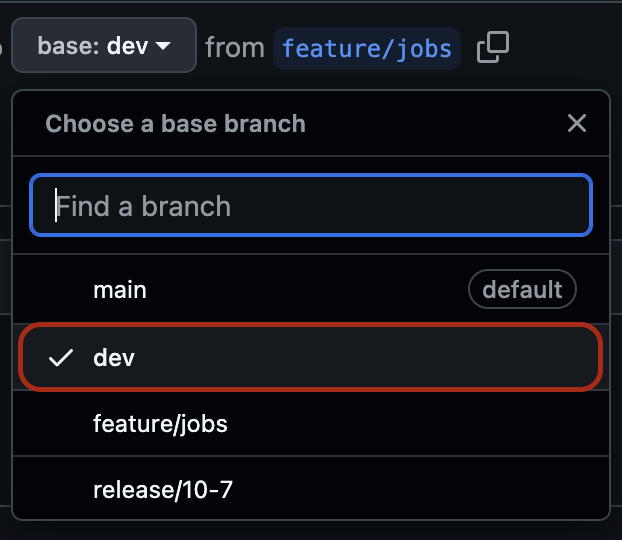 base: dev from feature/jobs
Choose a base branch
Find a branch
main default
dev
feature/jobs
release/10-7